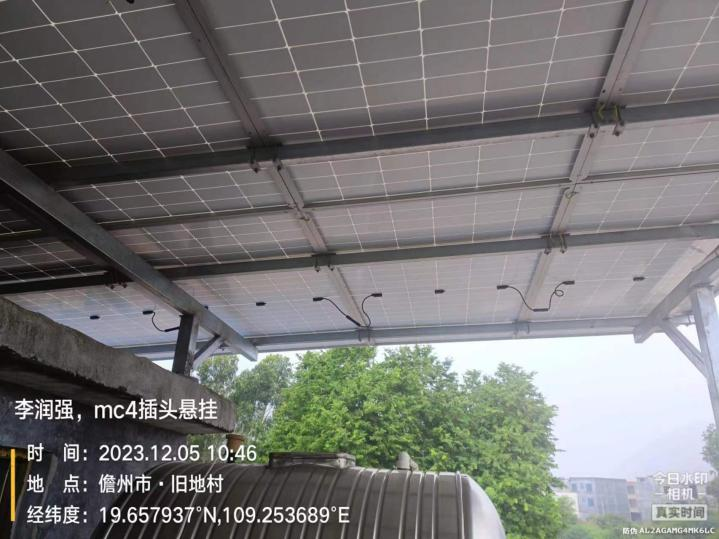 李润强，mc4插头悬挂
时 间：2023.12.05 10:46
地 点：儋州市·旧地村
经纬度：19.657937°N,109.253689°E
今日水印
相机
真实时间
防伪 AL2AGAMG4MK6LC